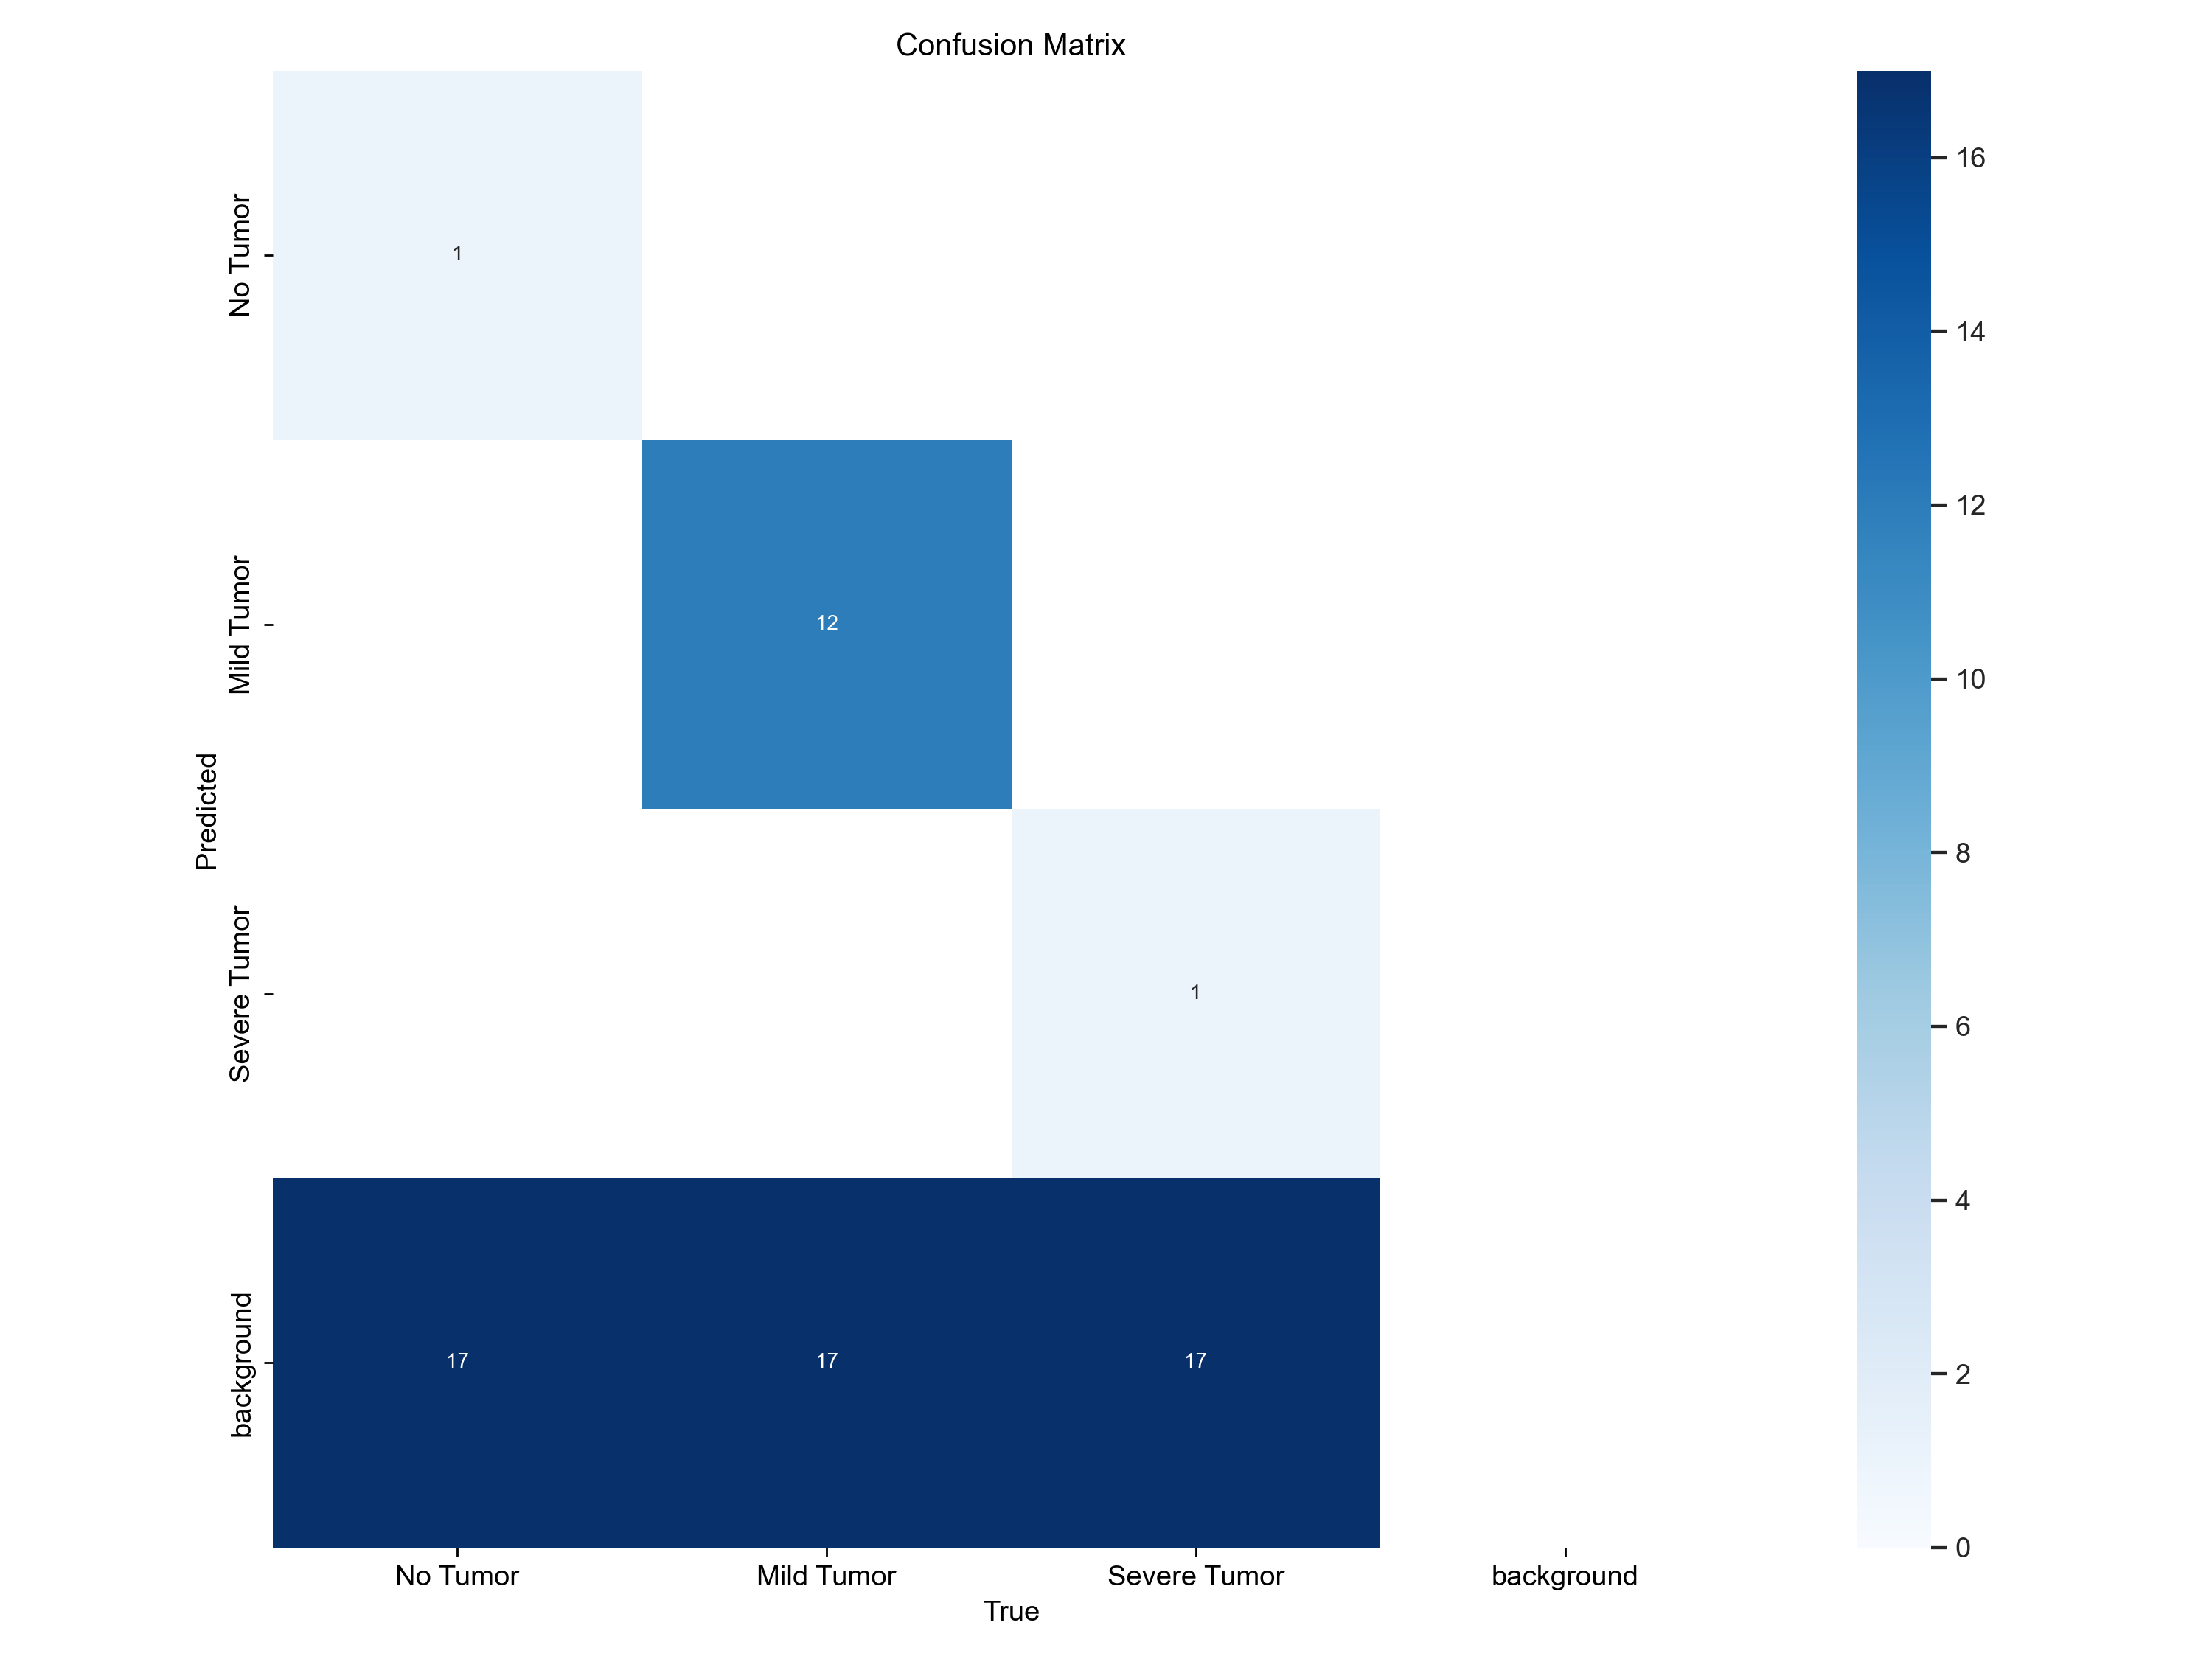 Confusion Matrix
No Tumor
1
Mild Tumor
12
Severe Tumor
1
background
17 17 17
Predicted
No Tumor Mild Tumor Severe Tumor background
True
16
14
12
10
8
6
4
2
0